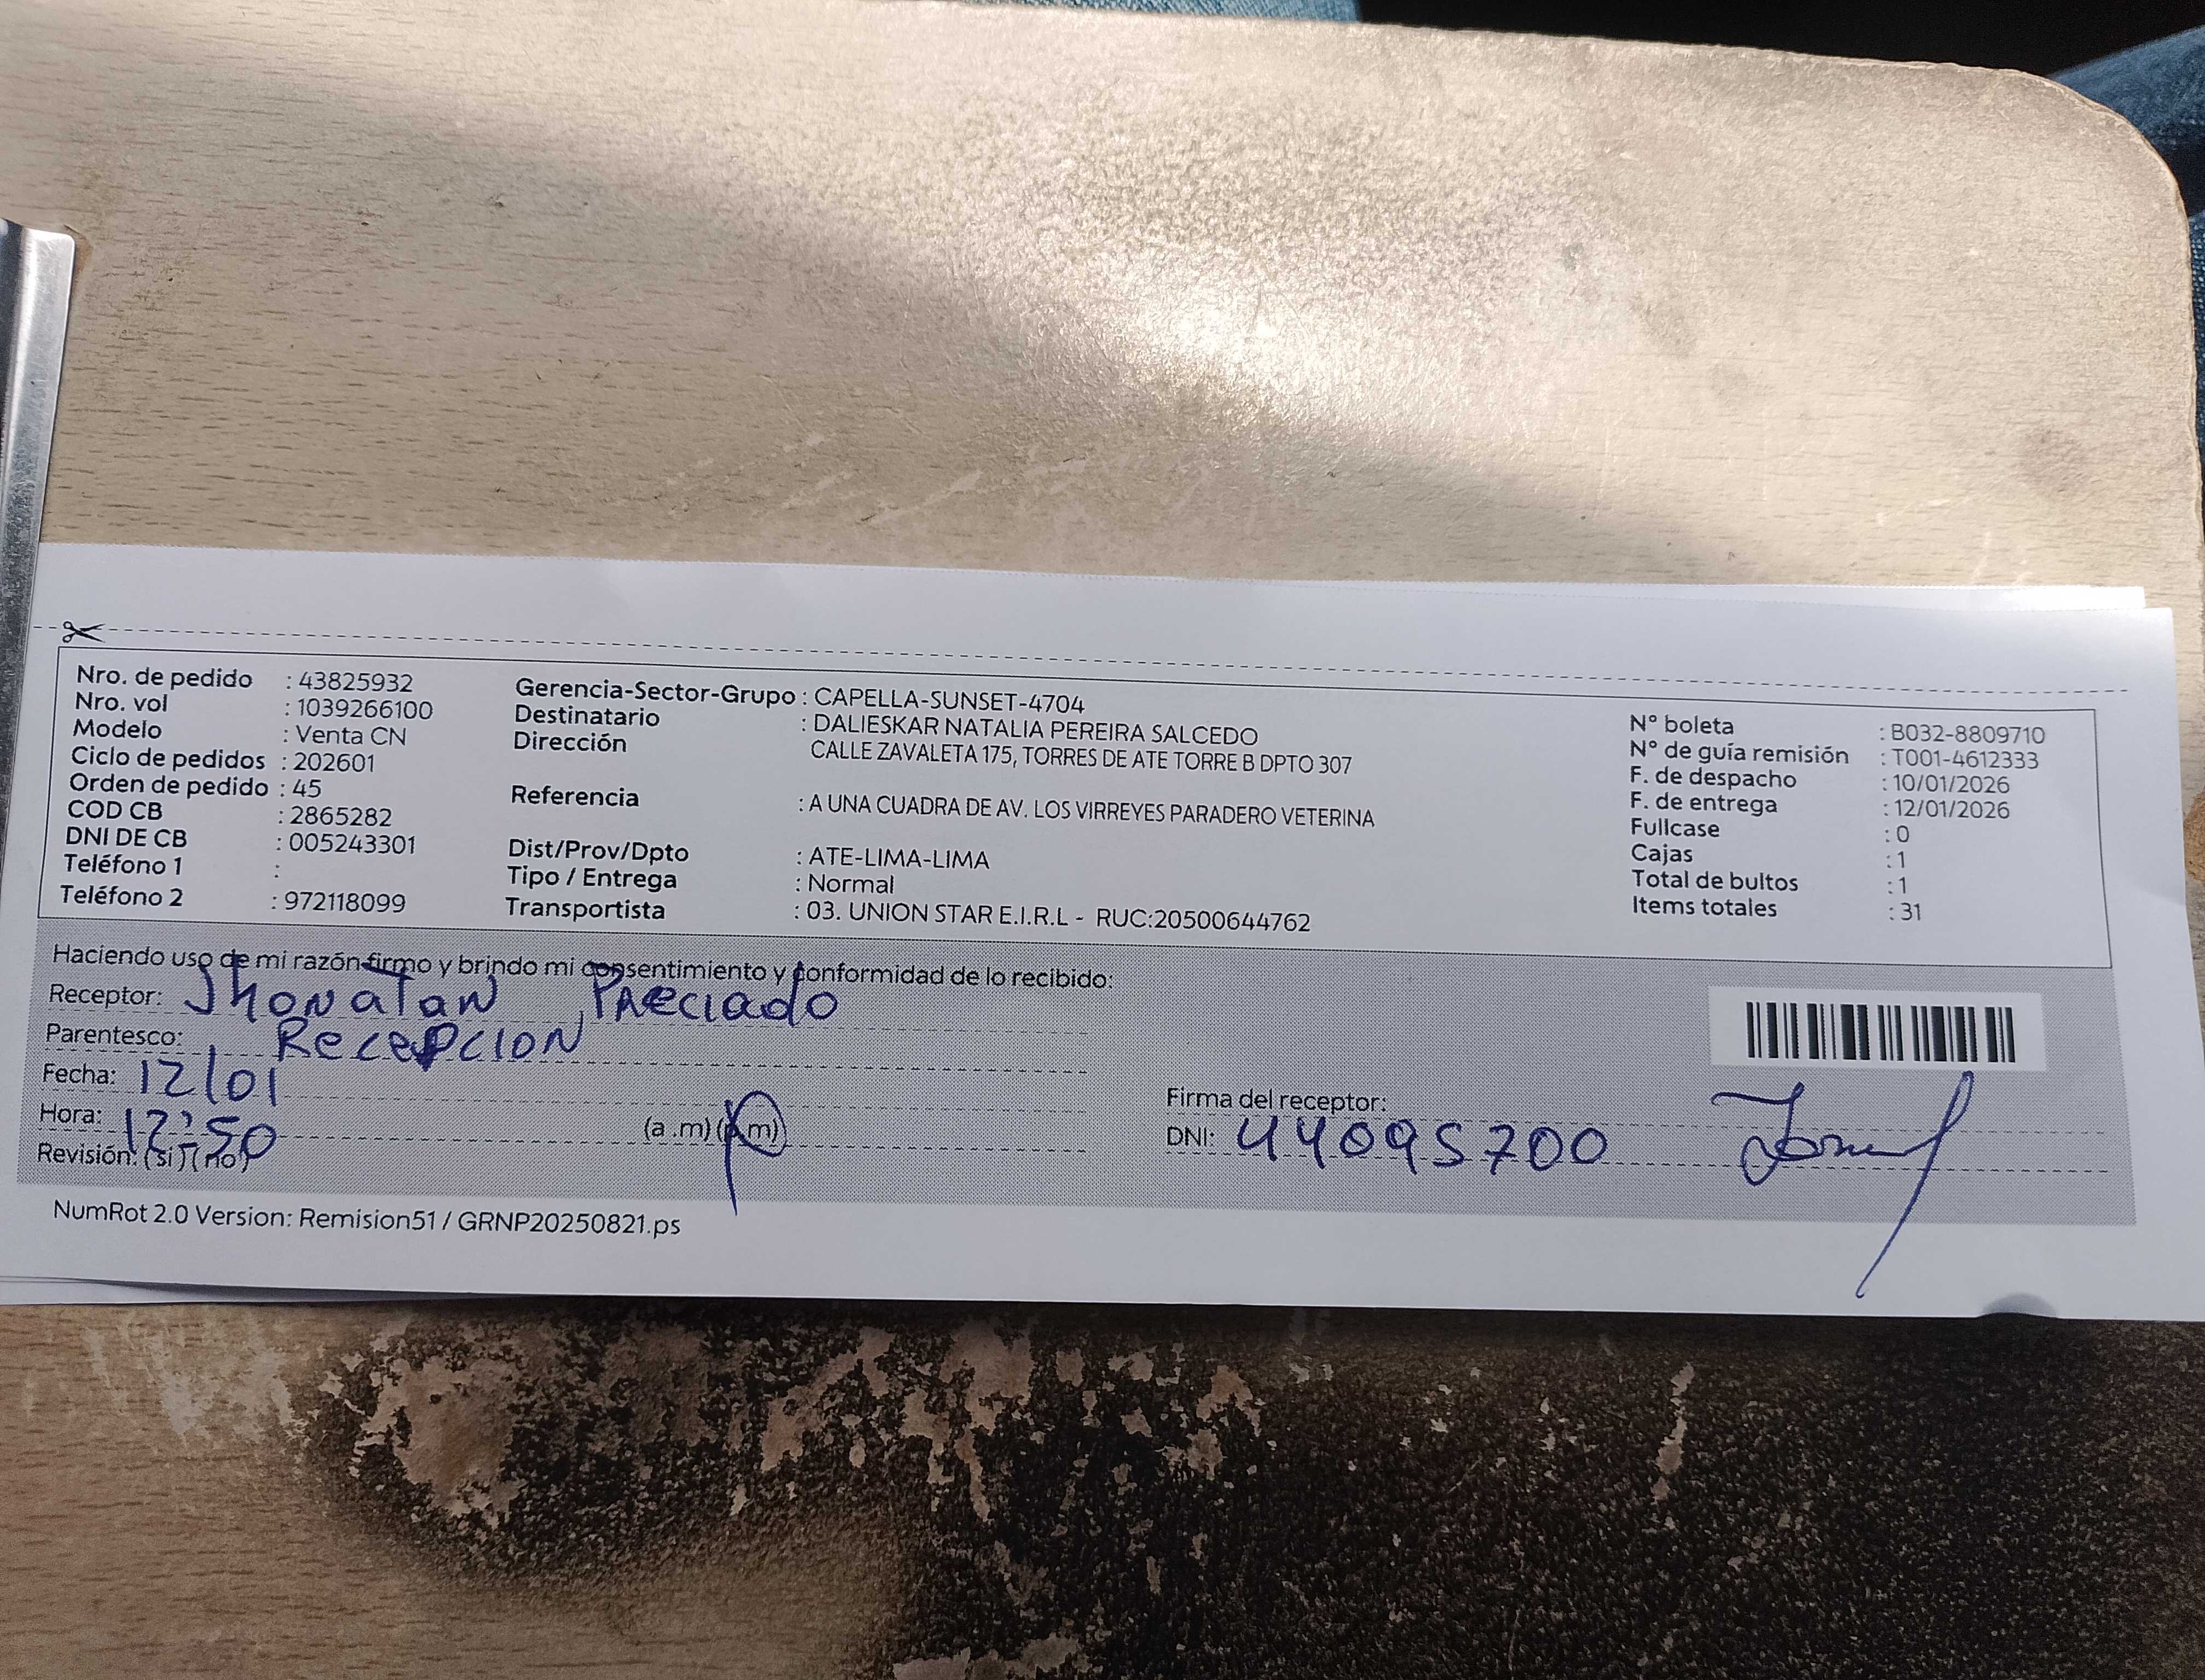 Nro. de pedido : 43825932
Nro. vol : 1039266100
Modelo : Venta CN
Ciclo de pedidos : 202601
Orden de pedido : 45
COD CB : 2865282
DNI DE CB : 005243301
Teléfono 1 :
Teléfono 2 : 972118099
Gerencia-Sector-Grupo : CAPELLA-SUNSET-4704
Destinatario : DALIESKAR NATALIA PEREIRA SALCEDO
Dirección CALLE ZAVALETA 175, TORRES DE ATE TORRE B DPTO 307
Referencia : A UNA CUADRA DE AV. LOS VIRREYES PARADERO VETERINA
Dist/Prov/Dpto : ATE-LIMA-LIMA
Tipo / Entrega : Normal
Transportista : 03. UNION STAR E.I.R.L - RUC:20500644762
N° boleta : B032-8809710
N° de guía remisión : T001-4612333
F. de despacho : 10/01/2026
F. de entrega : 12/01/2026
Fullcase : 0
Cajas : 1
Total de bultos : 1
Items totales : 31
Haciendo uso de mi razón firmo y brindo mi consentimiento y conformidad de lo recibido:
Receptor: Jhonatan Preciado
Parentesco: Recepcion
Fecha: 12/01
Hora: 12:50 (a .m) (p.m)
Revisión: (si) (no)
Firma del receptor:
DNI: 44095700
NumRot 2.0 Version: Remision51 / GRNP20250821.ps